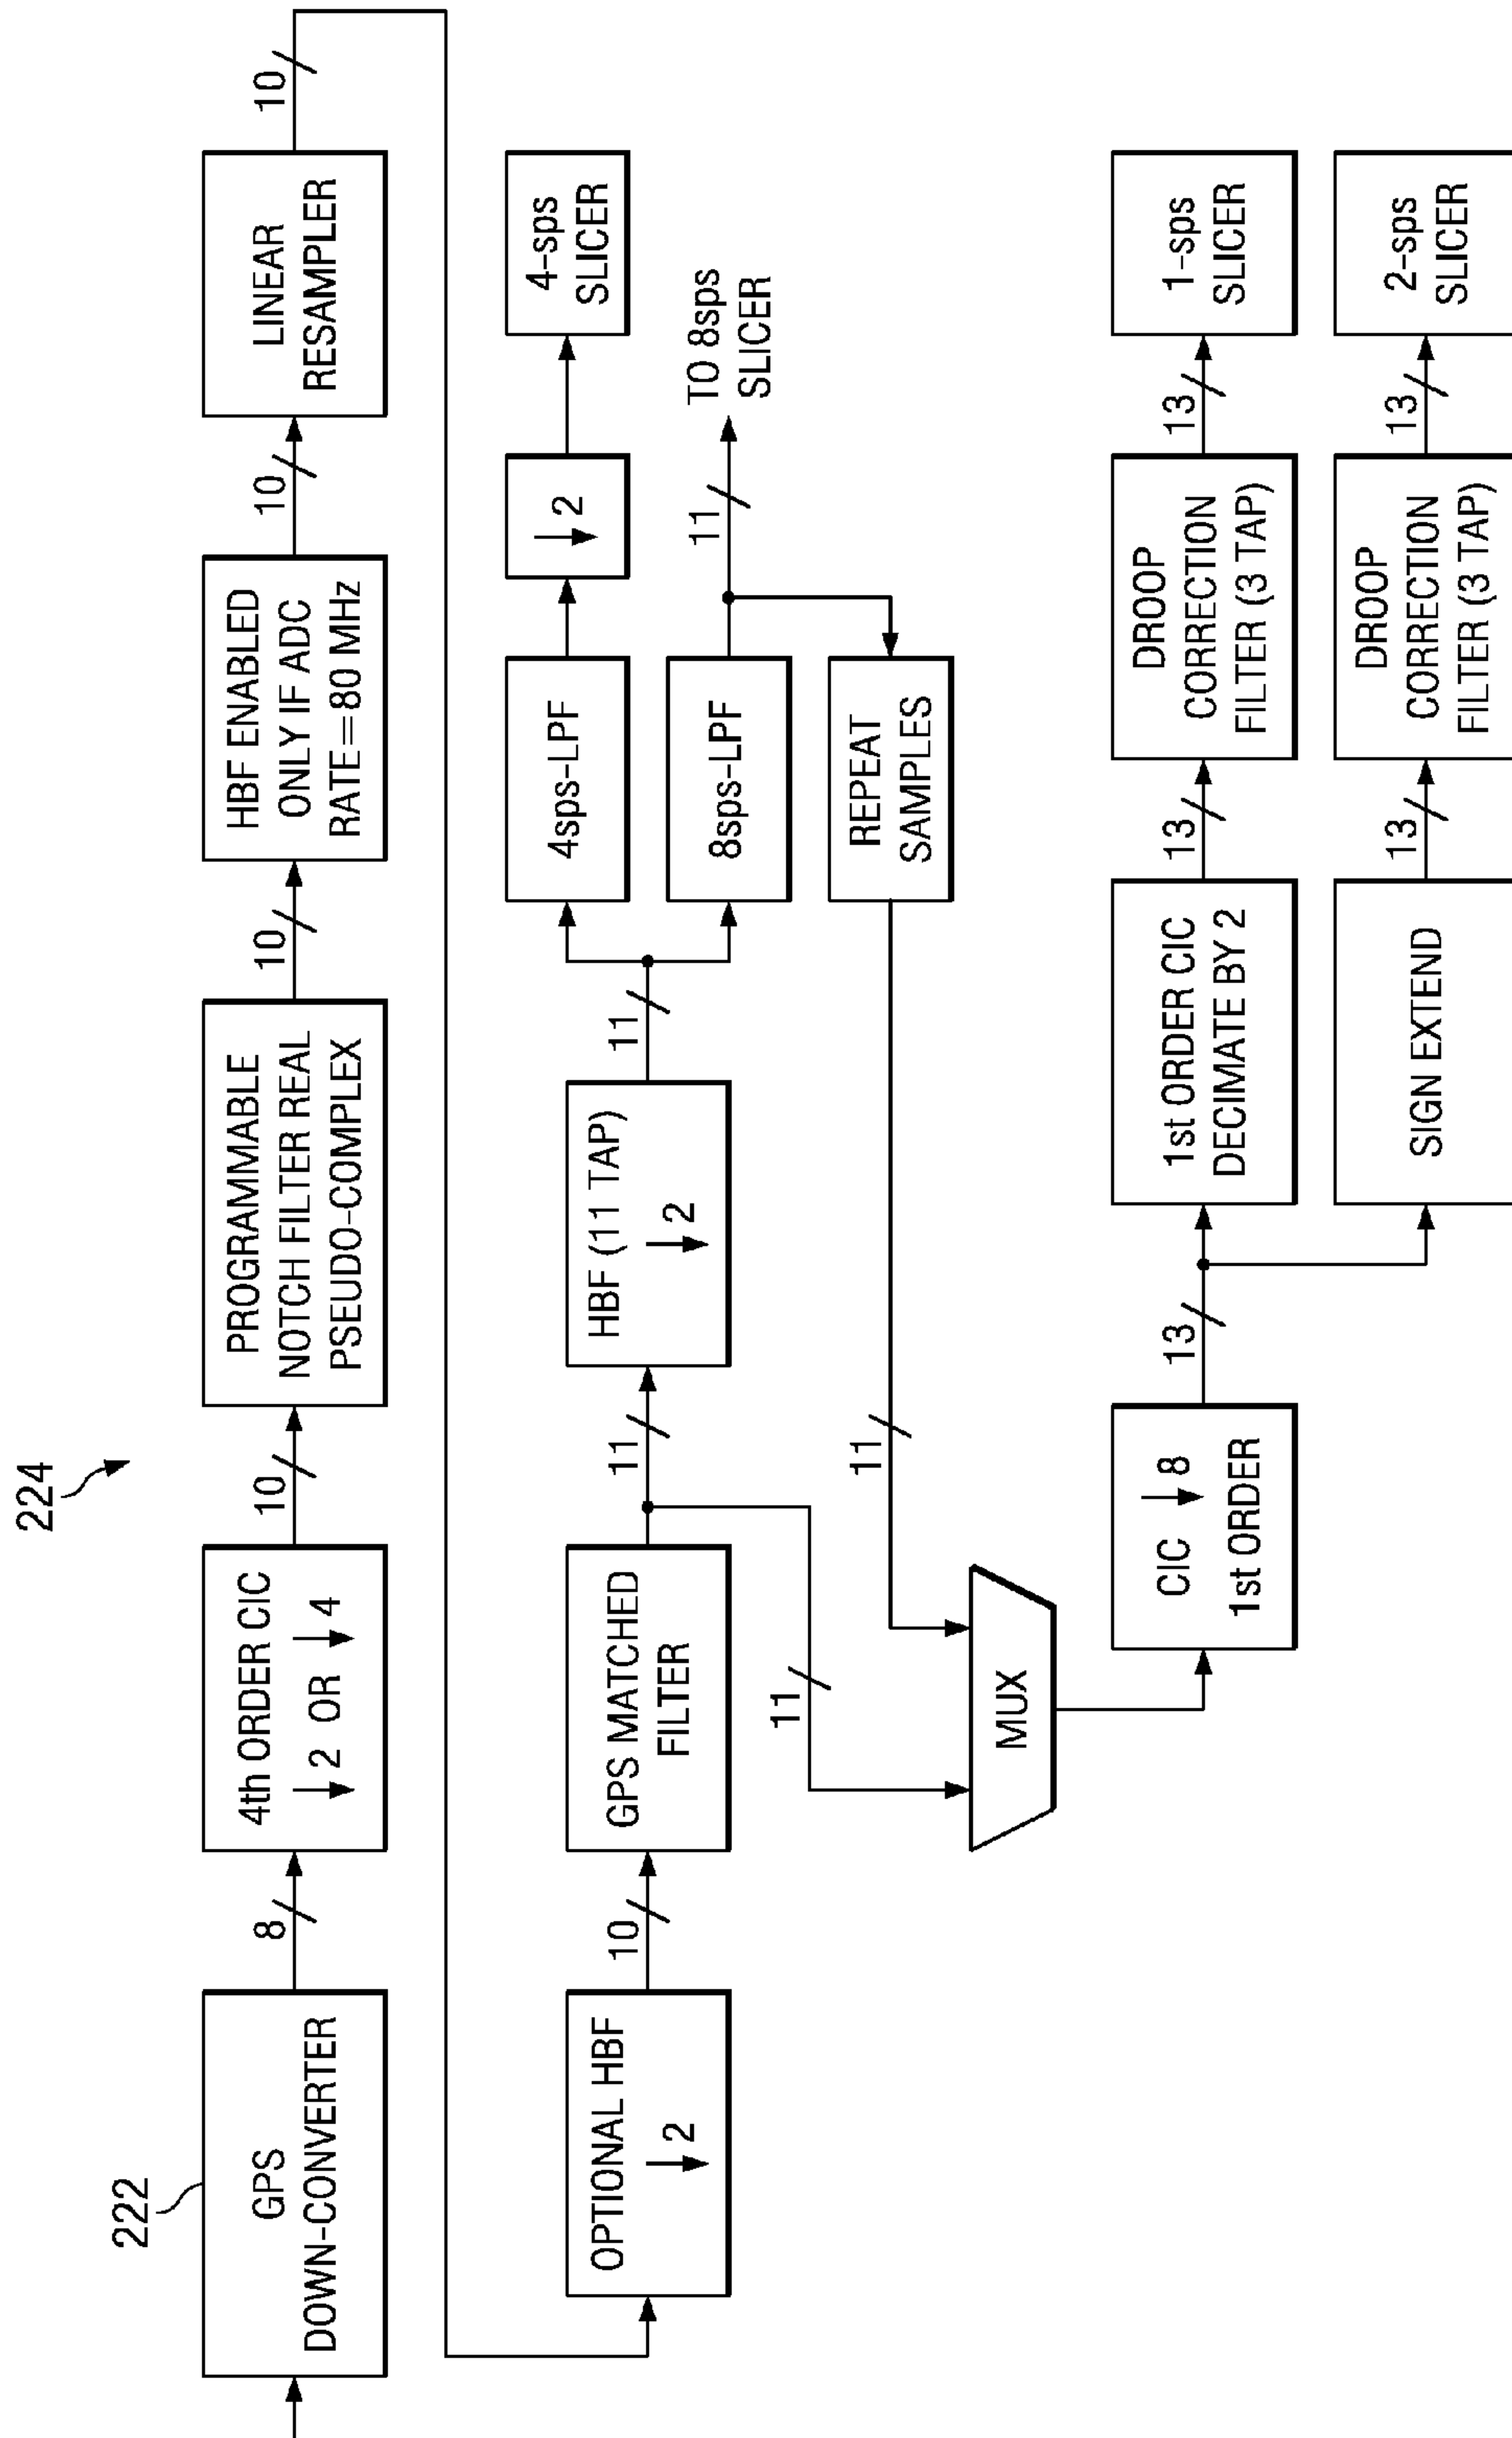 224
222
GPS
DOWN-CONVERTER
8
4th ORDER CIC
↓2 OR ↓4
10
PROGRAMMABLE
NOTCH FILTER REAL
PSEUDO-COMPLEX
10
HBF ENABLED
ONLY IF ADC
RATE=80 MHz
10
LINEAR
RESAMPLER
10
OPTIONAL HBF
↓2
10
GPS MATCHED
FILTER
11
HBF (11 TAP)
↓2
11
4sps-LPF
↓2
4-sps
SLICER
8sps-LPF
11
TO 8sps
SLICER
REPEAT
SAMPLES
11
11
MUX
CIC ↓8
1st ORDER
13
1st ORDER CIC
DECIMATE BY 2
13
DROOP
CORRECTION
FILTER (3 TAP)
13
1-sps
SLICER
SIGN EXTEND
13
DROOP
CORRECTION
FILTER (3 TAP)
13
2-sps
SLICER